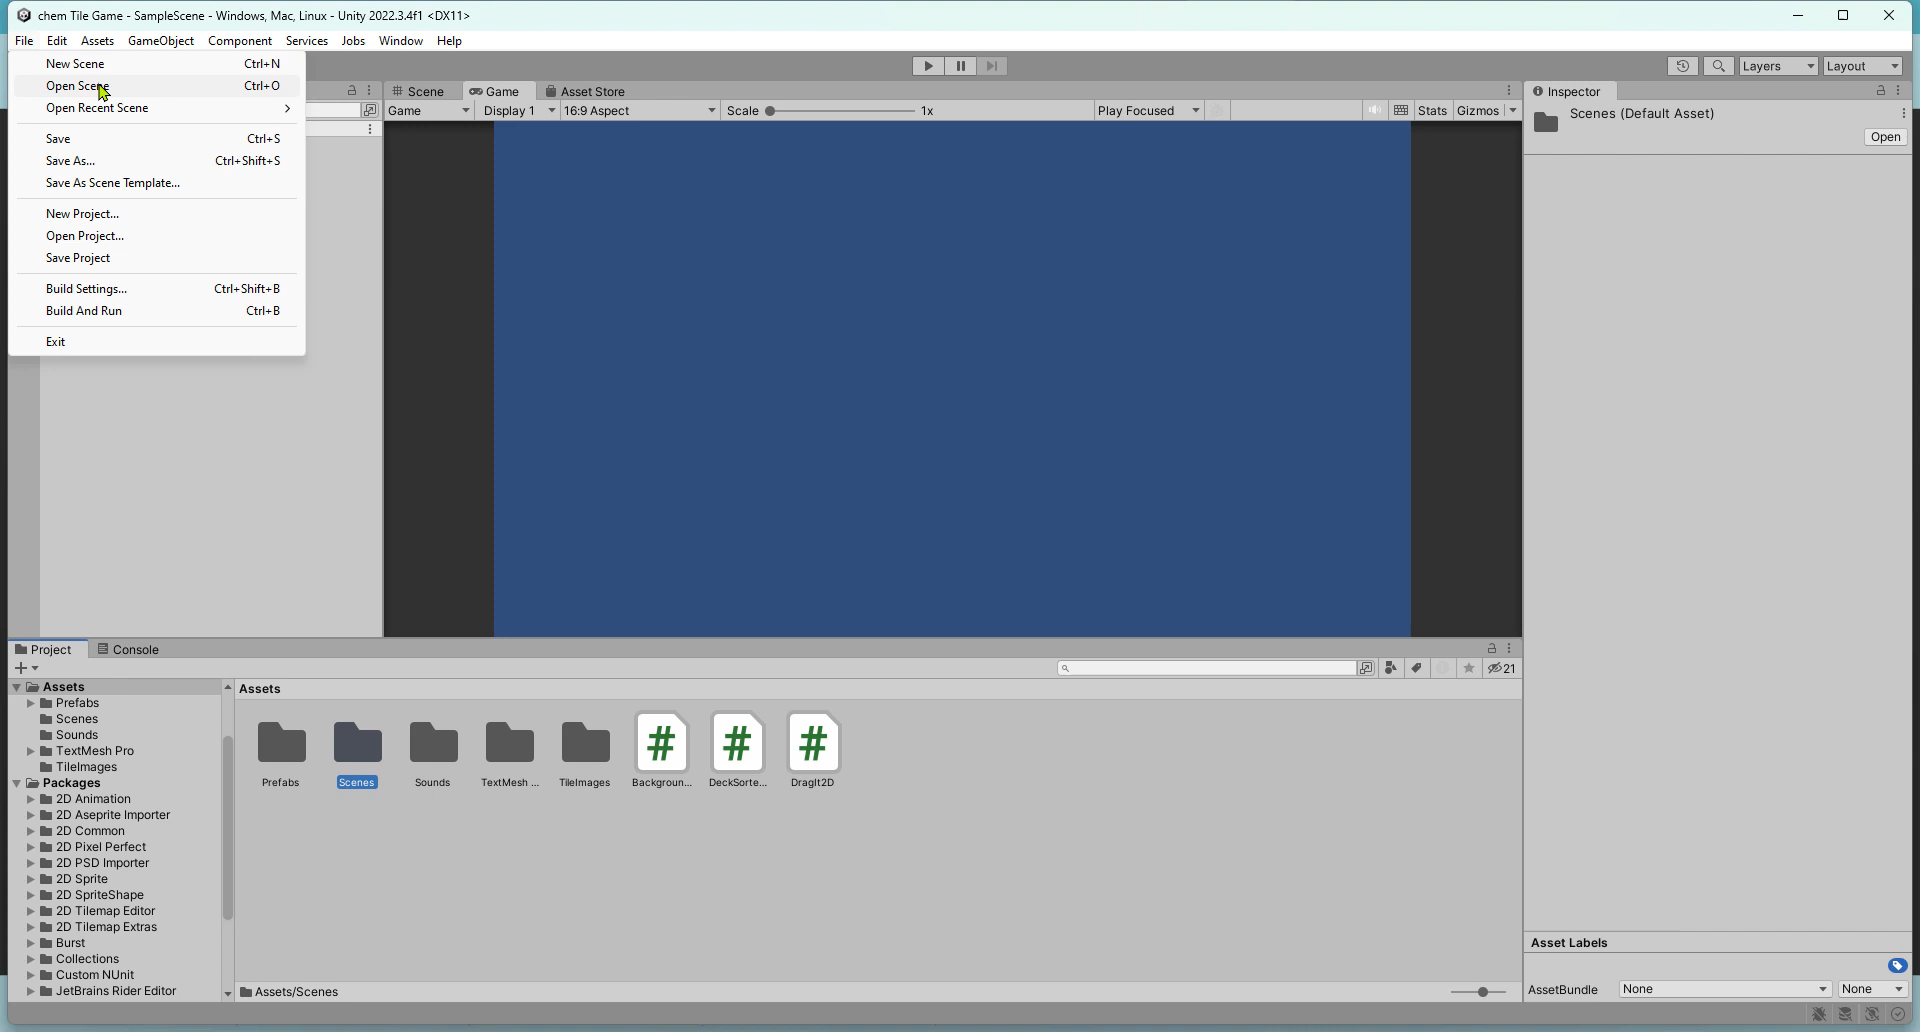 chem Tile Game - SampleScene - Windows, Mac, Linux - Unity 2022.3.4f1 <DX11>
File Edit Assets GameObject Component Services Jobs Window Help
New Scene Ctrl+N
Open Scene Ctrl+O
Open Recent Scene
Save Ctrl+S
Save As... Ctrl+Shift+S
Save As Scene Template...
New Project...
Open Project...
Save Project
Build Settings... Ctrl+Shift+B
Build And Run Ctrl+B
Exit
Layers Layout
Scene Game Asset Store
Game Display 1 16:9 Aspect Scale 1x Play Focused Stats Gizmos
Inspector
Scenes (Default Asset)
Open
Project Console
21
Assets
Prefabs
Scenes
Sounds
TextMesh Pro
TileImages
Packages
2D Animation
2D Aseprite Importer
2D Common
2D Pixel Perfect
2D PSD Importer
2D Sprite
2D SpriteShape
2D Tilemap Editor
2D Tilemap Extras
Burst
Collections
Custom NUnit
JetBrains Rider Editor
Assets
Prefabs Scenes Sounds TextMesh ... TileImages Backgroun... DeckSorte... DragIt2D
Assets/Scenes
Asset Labels
AssetBundle None None